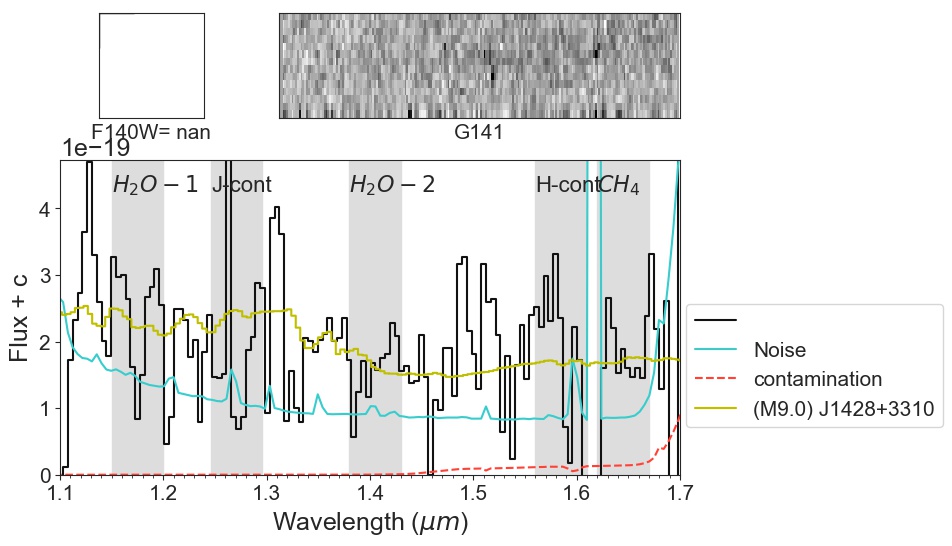 F140W= nan
G141
1e−19
H₂O − 1 J-cont H₂O − 2 H-cont CH₄
4
3
2
1
0
Flux + c
1.1 1.2 1.3 1.4 1.5 1.6 1.7
Wavelength (μm)
Noise
contamination
(M9.0) J1428+3310